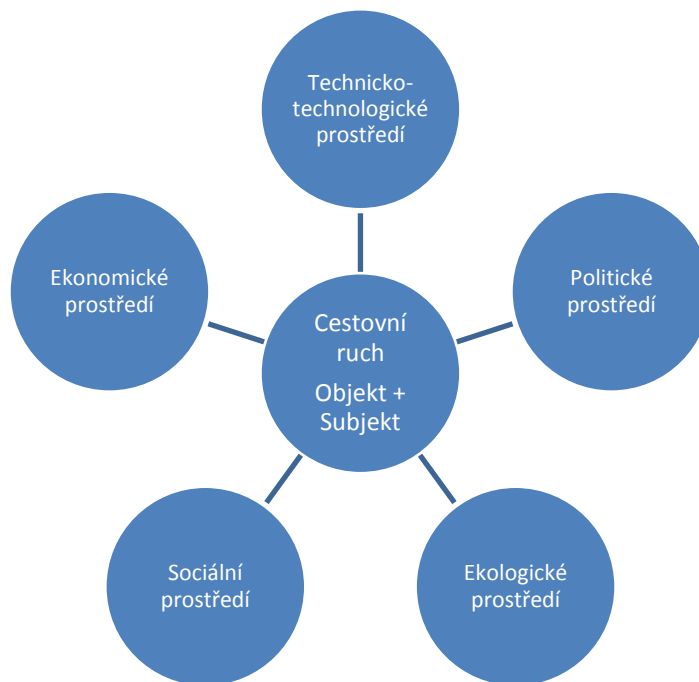 Technicko-
technologické
prostředí
Ekonomické
prostředí
Politické
prostředí
Cestovní
ruch
Objekt +
Subjekt
Sociální
prostředí
Ekologické
prostředí